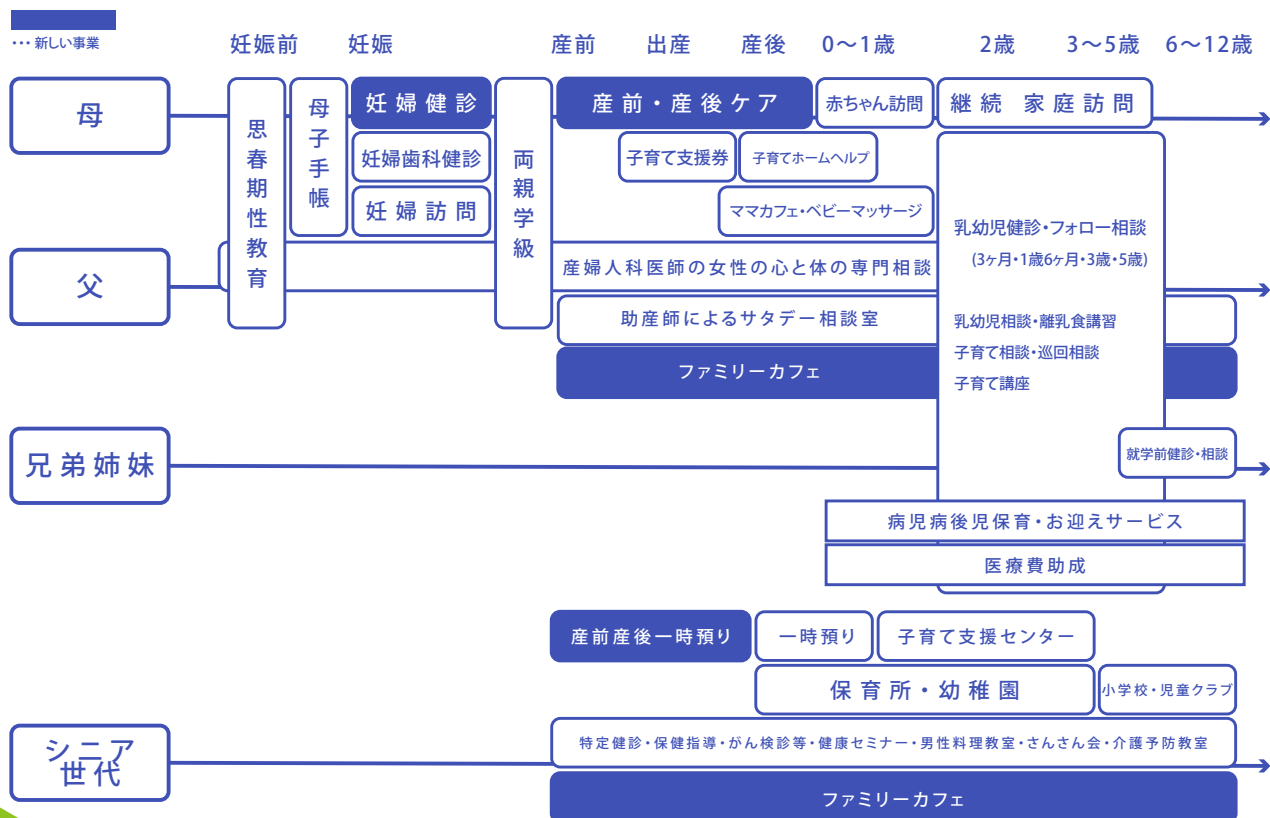 ･･･ 新しい事業
妊娠前 妊娠 産前 出産 産後 0〜1歳 2歳 3〜5歳 6〜12歳
母
思春期性教育
母子手帳
妊婦健診
両親学級
産前・産後ケア
赤ちゃん訪問
継続 家庭訪問
妊婦歯科健診
子育て支援券
子育てホームヘルプ
妊婦訪問
ママカフェ・ベビーマッサージ
乳幼児健診・フォロー相談
(3ヶ月・1歳6ヶ月・3歳・5歳)
父
産婦人科医師の女性の心と体の専門相談
助産師によるサタデー相談室
乳幼児相談・離乳食講習
子育て相談・巡回相談
子育て講座
ファミリーカフェ
兄弟姉妹
就学前健診・相談
病児病後児保育・お迎えサービス
医療費助成
産前産後一時預り
一時預り
子育て支援センター
保育所・幼稚園
小学校・児童クラブ
シニア
世代
特定健診・保健指導・がん検診等・健康セミナー・男性料理教室・さんさん会・介護予防教室
ファミリーカフェ